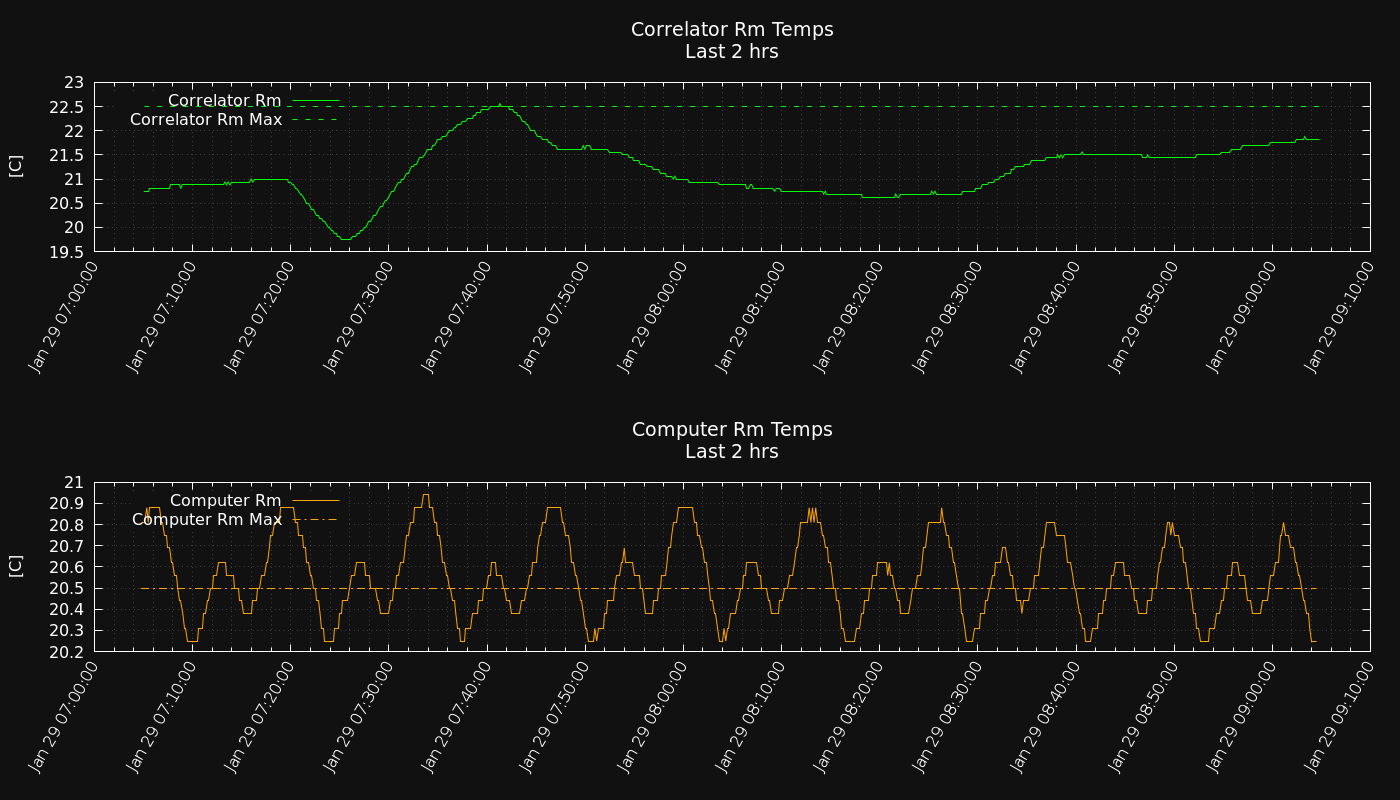 Correlator Rm Temps
Last 2 hrs
23
22.5
22
21.5
21
20.5
20
19.5
[C]
Correlator Rm
Correlator Rm Max
Jan 29 07:00:00
Jan 29 07:10:00
Jan 29 07:20:00
Jan 29 07:30:00
Jan 29 07:40:00
Jan 29 07:50:00
Jan 29 08:00:00
Jan 29 08:10:00
Jan 29 08:20:00
Jan 29 08:30:00
Jan 29 08:40:00
Jan 29 08:50:00
Jan 29 09:00:00
Jan 29 09:10:00
Computer Rm Temps
Last 2 hrs
21
20.9
20.8
20.7
20.6
20.5
20.4
20.3
20.2
[C]
Computer Rm
Computer Rm Max
Jan 29 07:00:00
Jan 29 07:10:00
Jan 29 07:20:00
Jan 29 07:30:00
Jan 29 07:40:00
Jan 29 07:50:00
Jan 29 08:00:00
Jan 29 08:10:00
Jan 29 08:20:00
Jan 29 08:30:00
Jan 29 08:40:00
Jan 29 08:50:00
Jan 29 09:00:00
Jan 29 09:10:00